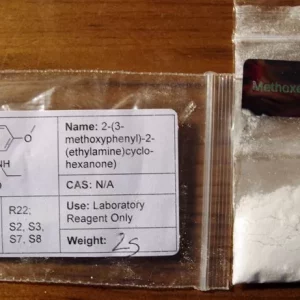 O
NH
O
R22;
S2, S3,
S7, S8
Name: 2-(3-
methoxyphenyl)-2-
(ethylamine)cyclo-
hexanone)
CAS: N/A
Use: Laboratory
Reagent Only
Weight: 2g
Methoxe